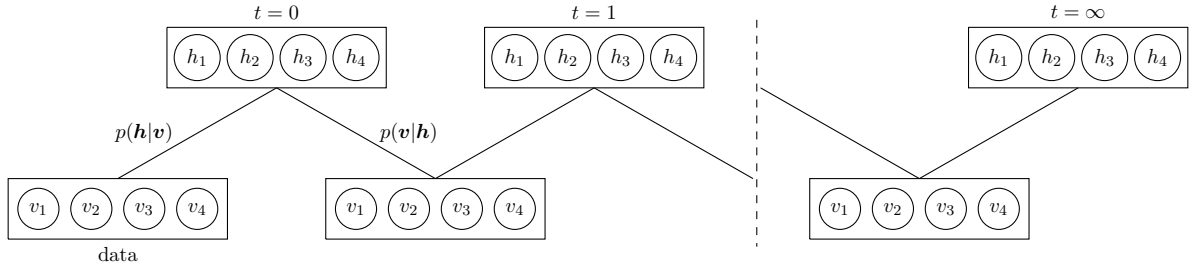 t = 0 t = 1 t = ∞
h₁ h₂ h₃ h₄ h₁ h₂ h₃ h₄ h₁ h₂ h₃ h₄
p(h|v) p(v|h)
v₁ v₂ v₃ v₄ v₁ v₂ v₃ v₄ v₁ v₂ v₃ v₄
data